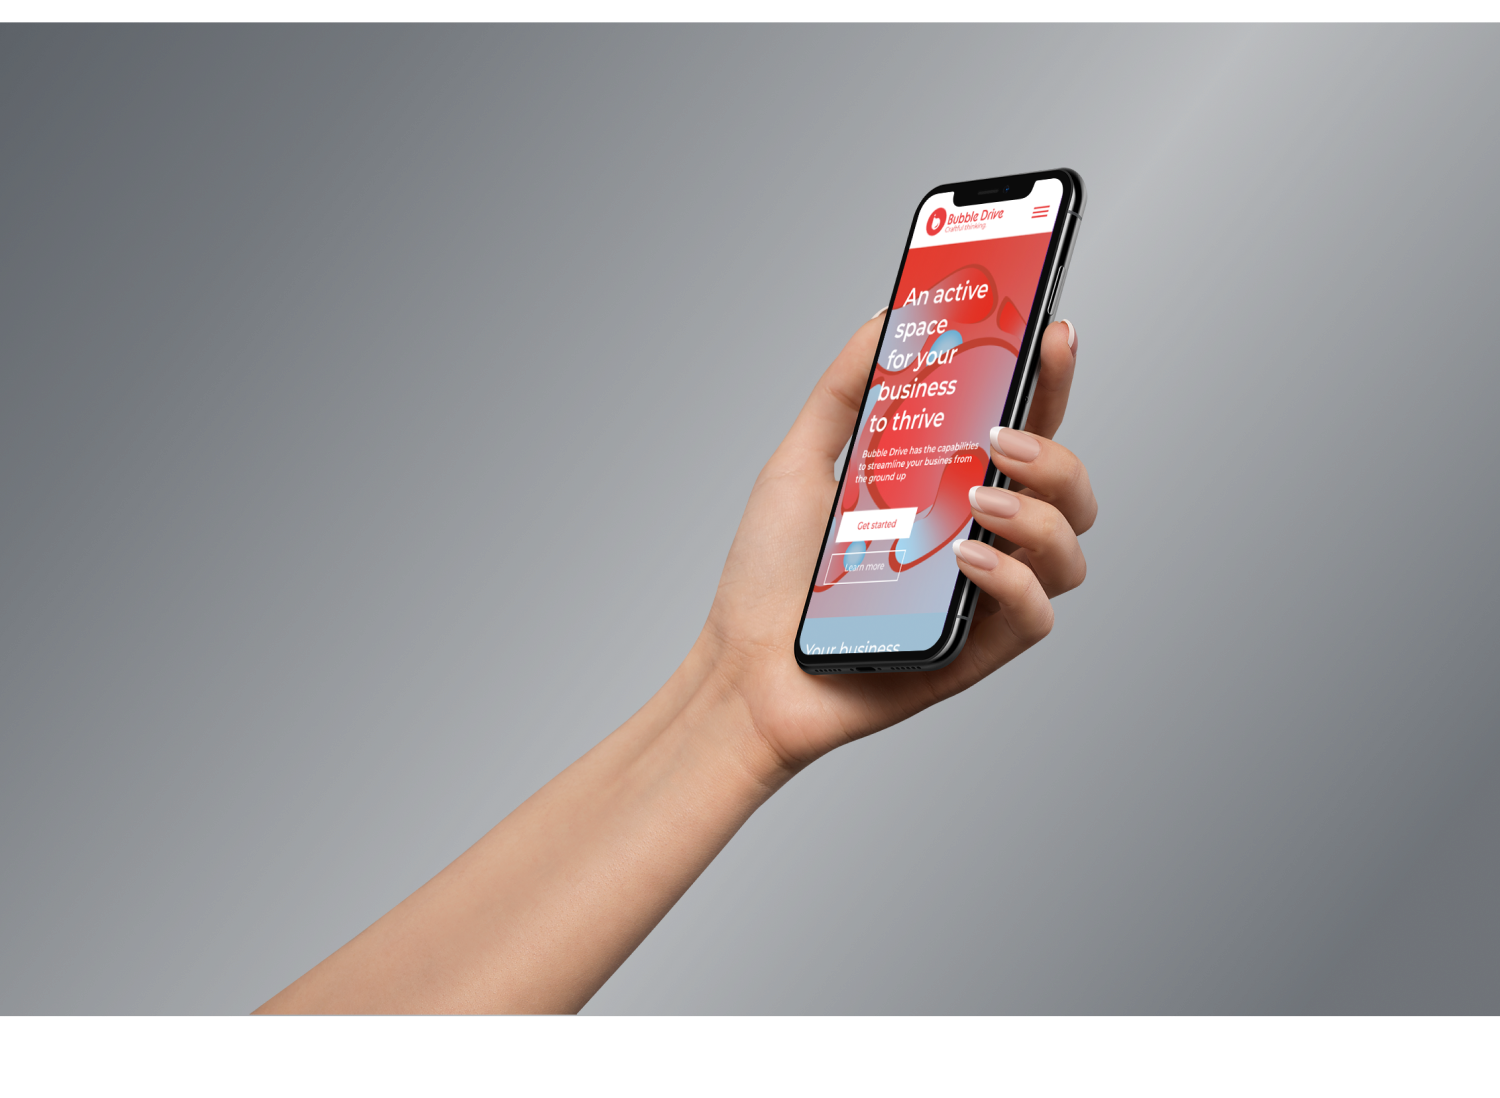 Bubble Drive
Craftful thinking.
An active
space
for your
business
to thrive
Bubble Drive has the capabilities
to streamline your busines from
the ground up
Get started
Learn more
Your business